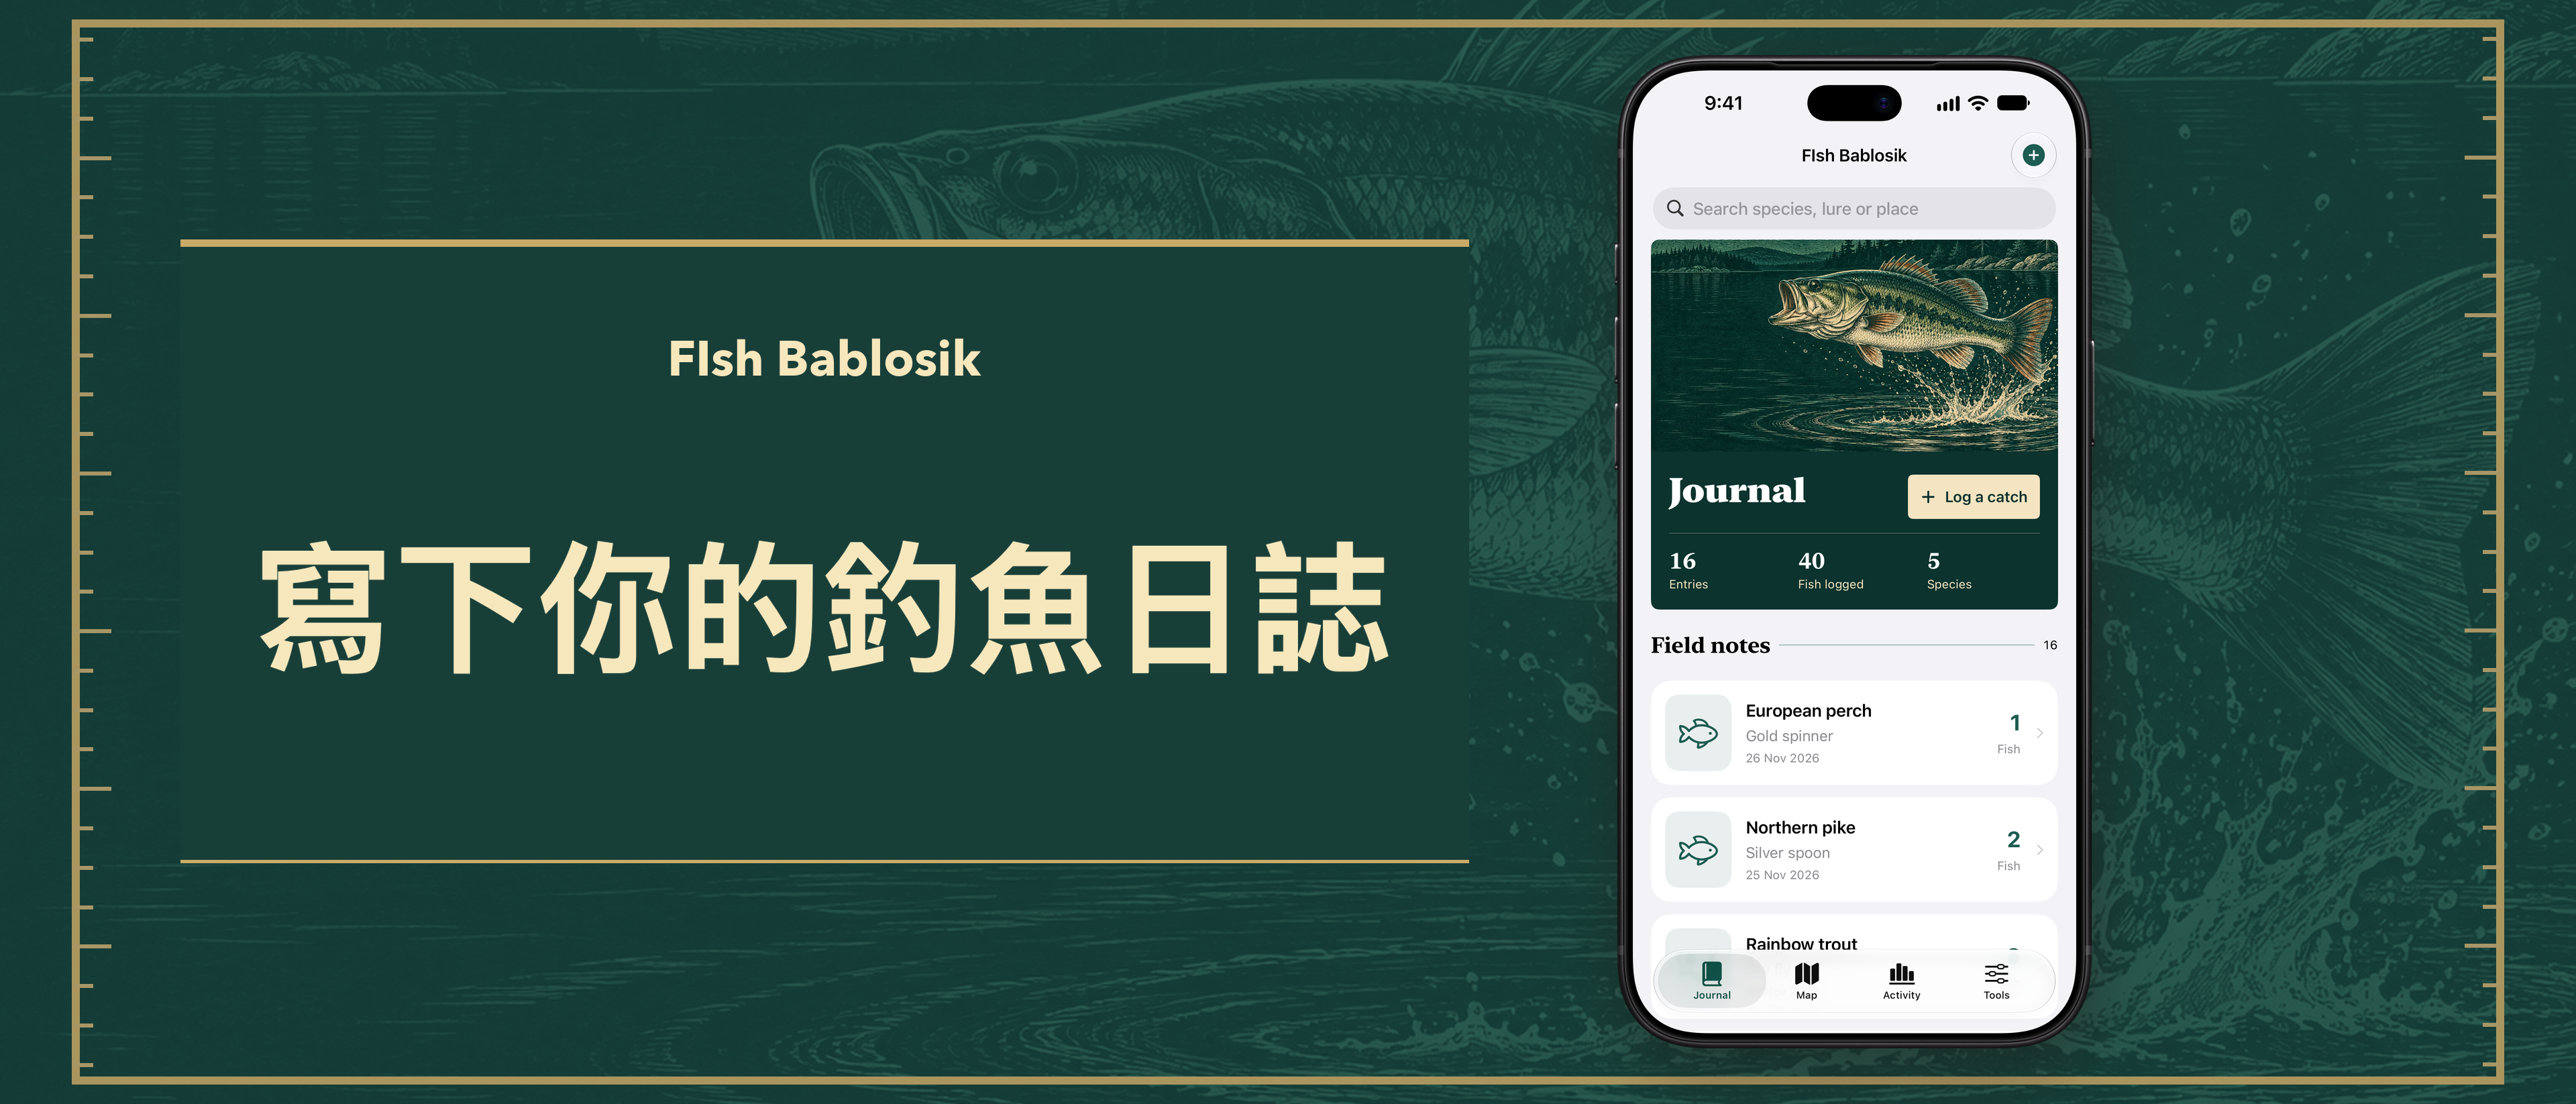 FIsh Bablosik
寫下你的釣魚日誌
9:41
FIsh Bablosik
Search species, lure or place
Journal
Log a catch
16 40 5
Entries Fish logged Species
Field notes 16
European perch
Gold spinner
26 Nov 2026
1
Fish
Northern pike
Silver spoon
25 Nov 2026
2
Fish
Rainbow trout
Journal Map Activity Tools